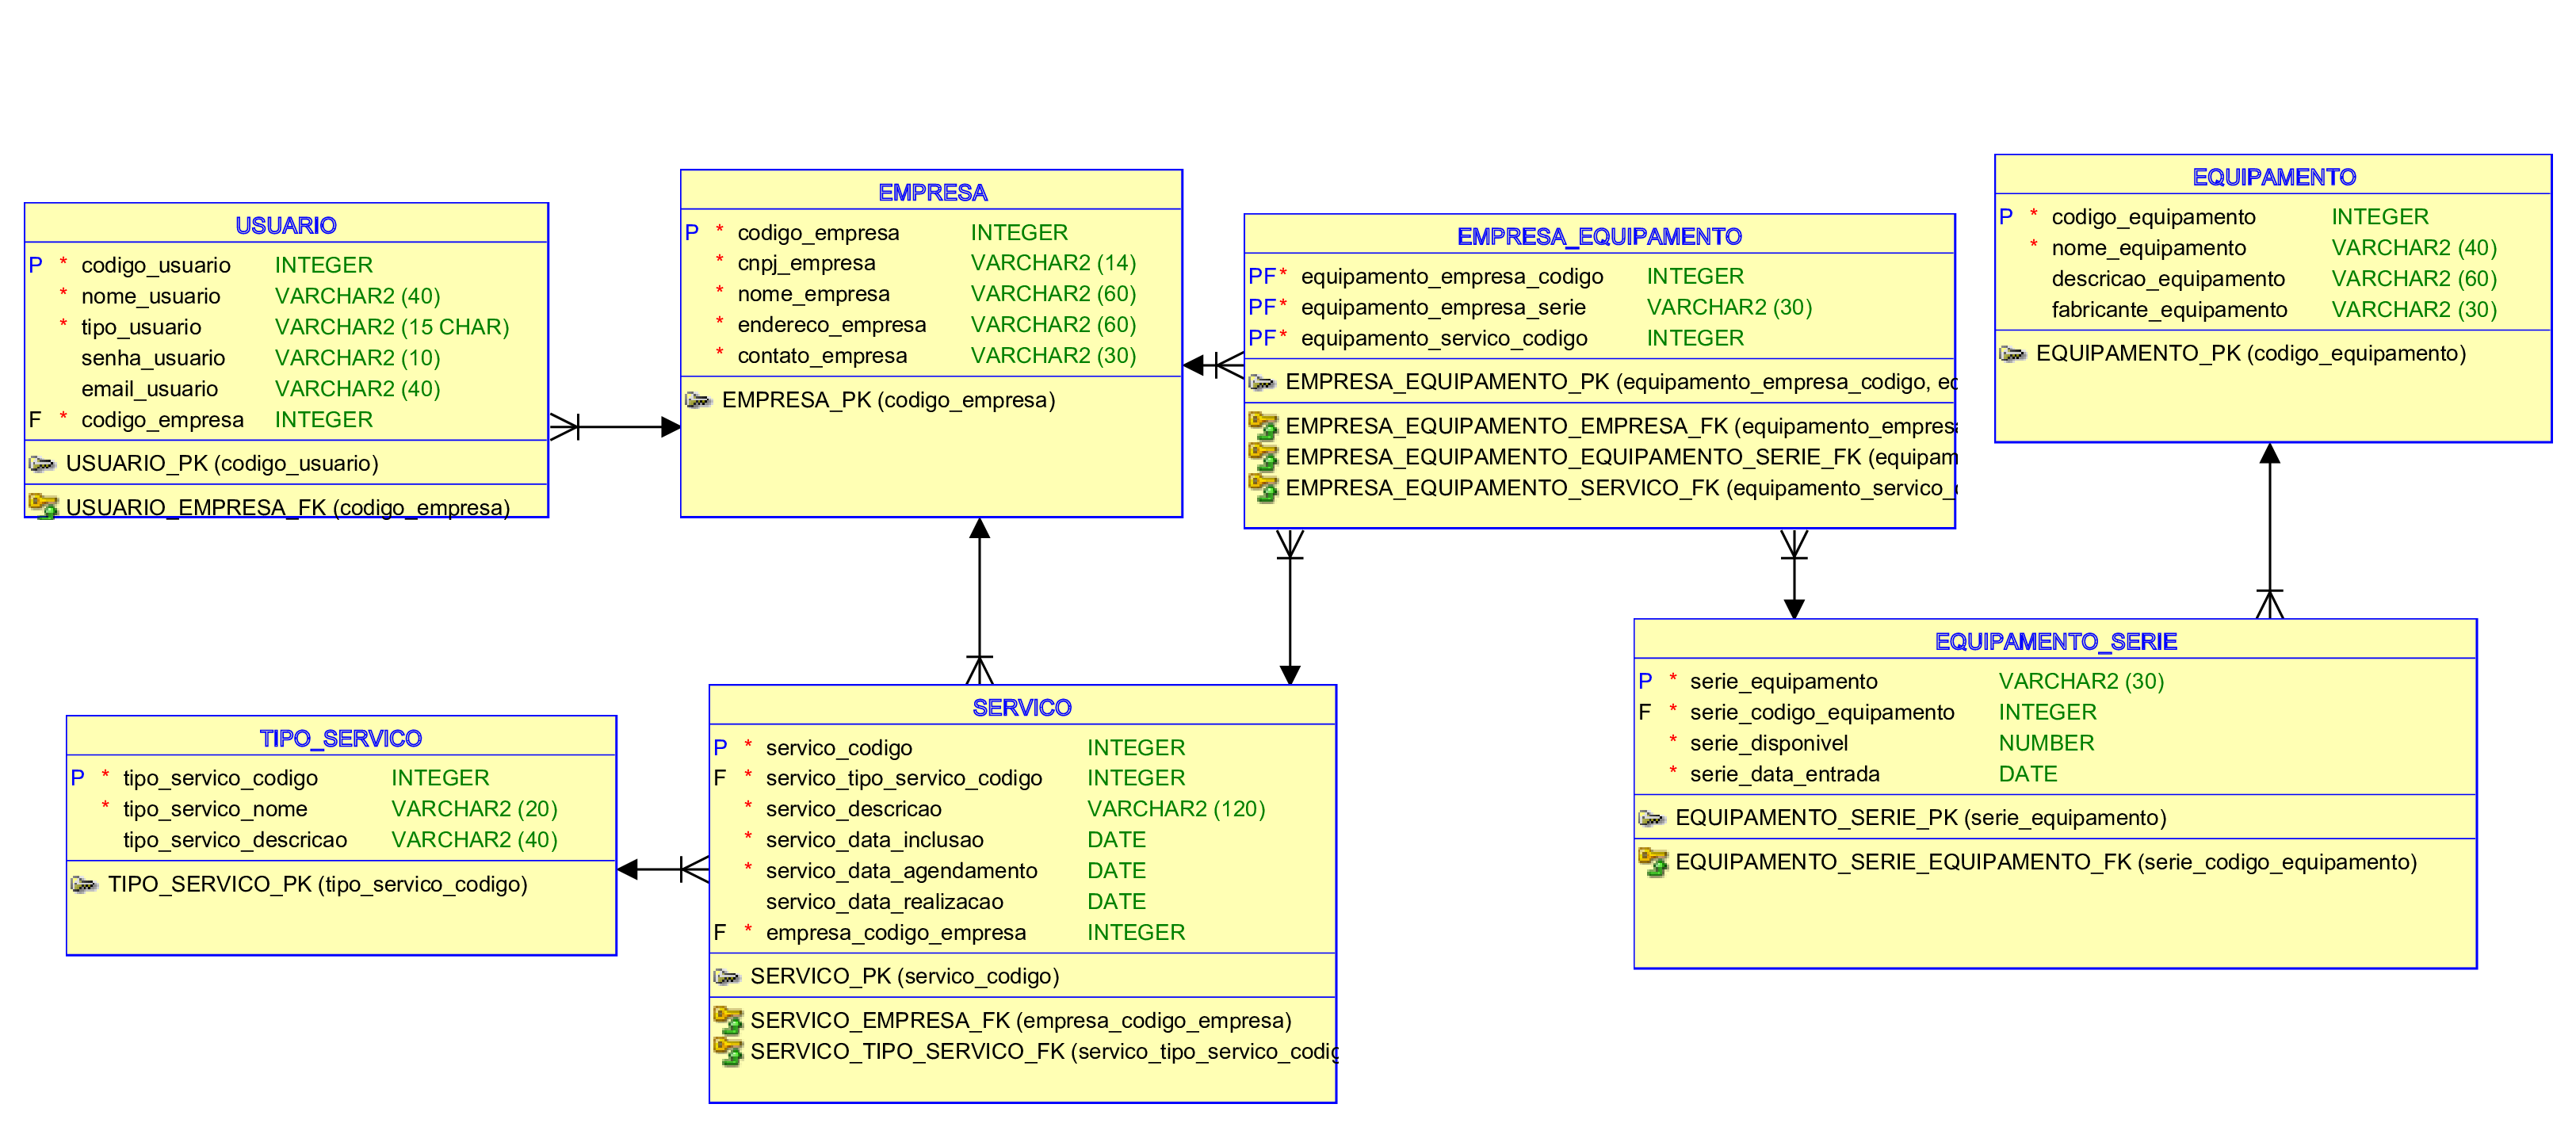 USUARIO
P * codigo_usuario INTEGER
* nome_usuario VARCHAR2 (40)
* tipo_usuario VARCHAR2 (15 CHAR)
senha_usuario VARCHAR2 (10)
email_usuario VARCHAR2 (40)
F * codigo_empresa INTEGER
USUARIO_PK (codigo_usuario)
USUARIO_EMPRESA_FK (codigo_empresa)
EMPRESA
P * codigo_empresa INTEGER
* cnpj_empresa VARCHAR2 (14)
* nome_empresa VARCHAR2 (60)
* endereco_empresa VARCHAR2 (60)
* contato_empresa VARCHAR2 (30)
EMPRESA_PK (codigo_empresa)
EMPRESA_EQUIPAMENTO
PF* equipamento_empresa_codigo INTEGER
PF* equipamento_empresa_serie VARCHAR2 (30)
PF* equipamento_servico_codigo INTEGER
EMPRESA_EQUIPAMENTO_PK (equipamento_empresa_codigo, ec
EMPRESA_EQUIPAMENTO_EMPRESA_FK (equipamento_empres
EMPRESA_EQUIPAMENTO_EQUIPAMENTO_SERIE_FK (equipam
EMPRESA_EQUIPAMENTO_SERVICO_FK (equipamento_servico_
EQUIPAMENTO
P * codigo_equipamento INTEGER
* nome_equipamento VARCHAR2 (40)
descricao_equipamento VARCHAR2 (60)
fabricante_equipamento VARCHAR2 (30)
EQUIPAMENTO_PK (codigo_equipamento)
TIPO_SERVICO
P * tipo_servico_codigo INTEGER
* tipo_servico_nome VARCHAR2 (20)
tipo_servico_descricao VARCHAR2 (40)
TIPO_SERVICO_PK (tipo_servico_codigo)
SERVICO
P * servico_codigo INTEGER
F * servico_tipo_servico_codigo INTEGER
* servico_descricao VARCHAR2 (120)
* servico_data_inclusao DATE
* servico_data_agendamento DATE
servico_data_realizacao DATE
F * empresa_codigo_empresa INTEGER
SERVICO_PK (servico_codigo)
SERVICO_EMPRESA_FK (empresa_codigo_empresa)
SERVICO_TIPO_SERVICO_FK (servico_tipo_servico_codig
EQUIPAMENTO_SERIE
P * serie_equipamento VARCHAR2 (30)
F * serie_codigo_equipamento INTEGER
* serie_disponivel NUMBER
* serie_data_entrada DATE
EQUIPAMENTO_SERIE_PK (serie_equipamento)
EQUIPAMENTO_SERIE_EQUIPAMENTO_FK (serie_codigo_equipamento)